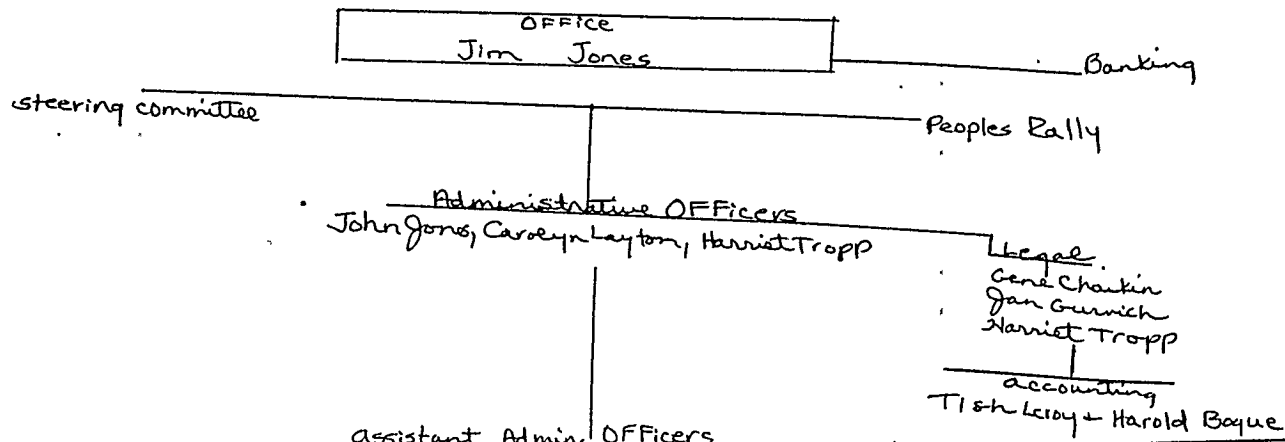 OFFice
Jim Jones
Banking
steering committee
Peoples Rally
Administrative OFFicers
John Jones, Carolyn Layton, Harriet Tropp
Legal
Gene Chaikin
Jan Gurvich
Harriet Tropp
accounting
Tish Leroy + Harold Bogue
assistant Admin. OFFicers